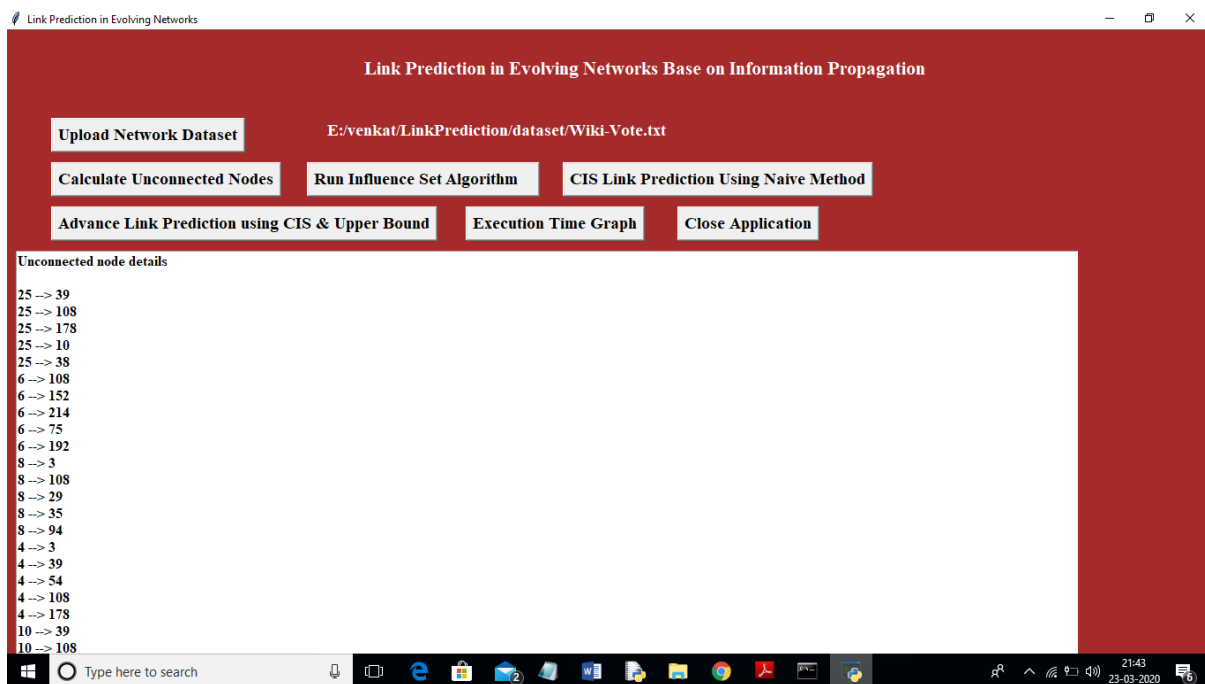 Link Prediction in Evolving Networks
Link Prediction in Evolving Networks Base on Information Propagation
Upload Network Dataset
E:/venkat/LinkPrediction/dataset/Wiki-Vote.txt
Calculate Unconnected Nodes
Run Influence Set Algorithm
CIS Link Prediction Using Naive Method
Advance Link Prediction using CIS & Upper Bound
Execution Time Graph
Close Application
Unconnected node details
25 --> 39
25 --> 108
25 --> 178
25 --> 10
25 --> 38
6 --> 108
6 --> 152
6 --> 214
6 --> 75
6 --> 192
8 --> 3
8 --> 108
8 --> 29
8 --> 35
8 --> 94
4 --> 3
4 --> 39
4 --> 54
4 --> 108
4 --> 178
10 --> 39
10 --> 108
Type here to search
2
21:43
23-03-2020
6